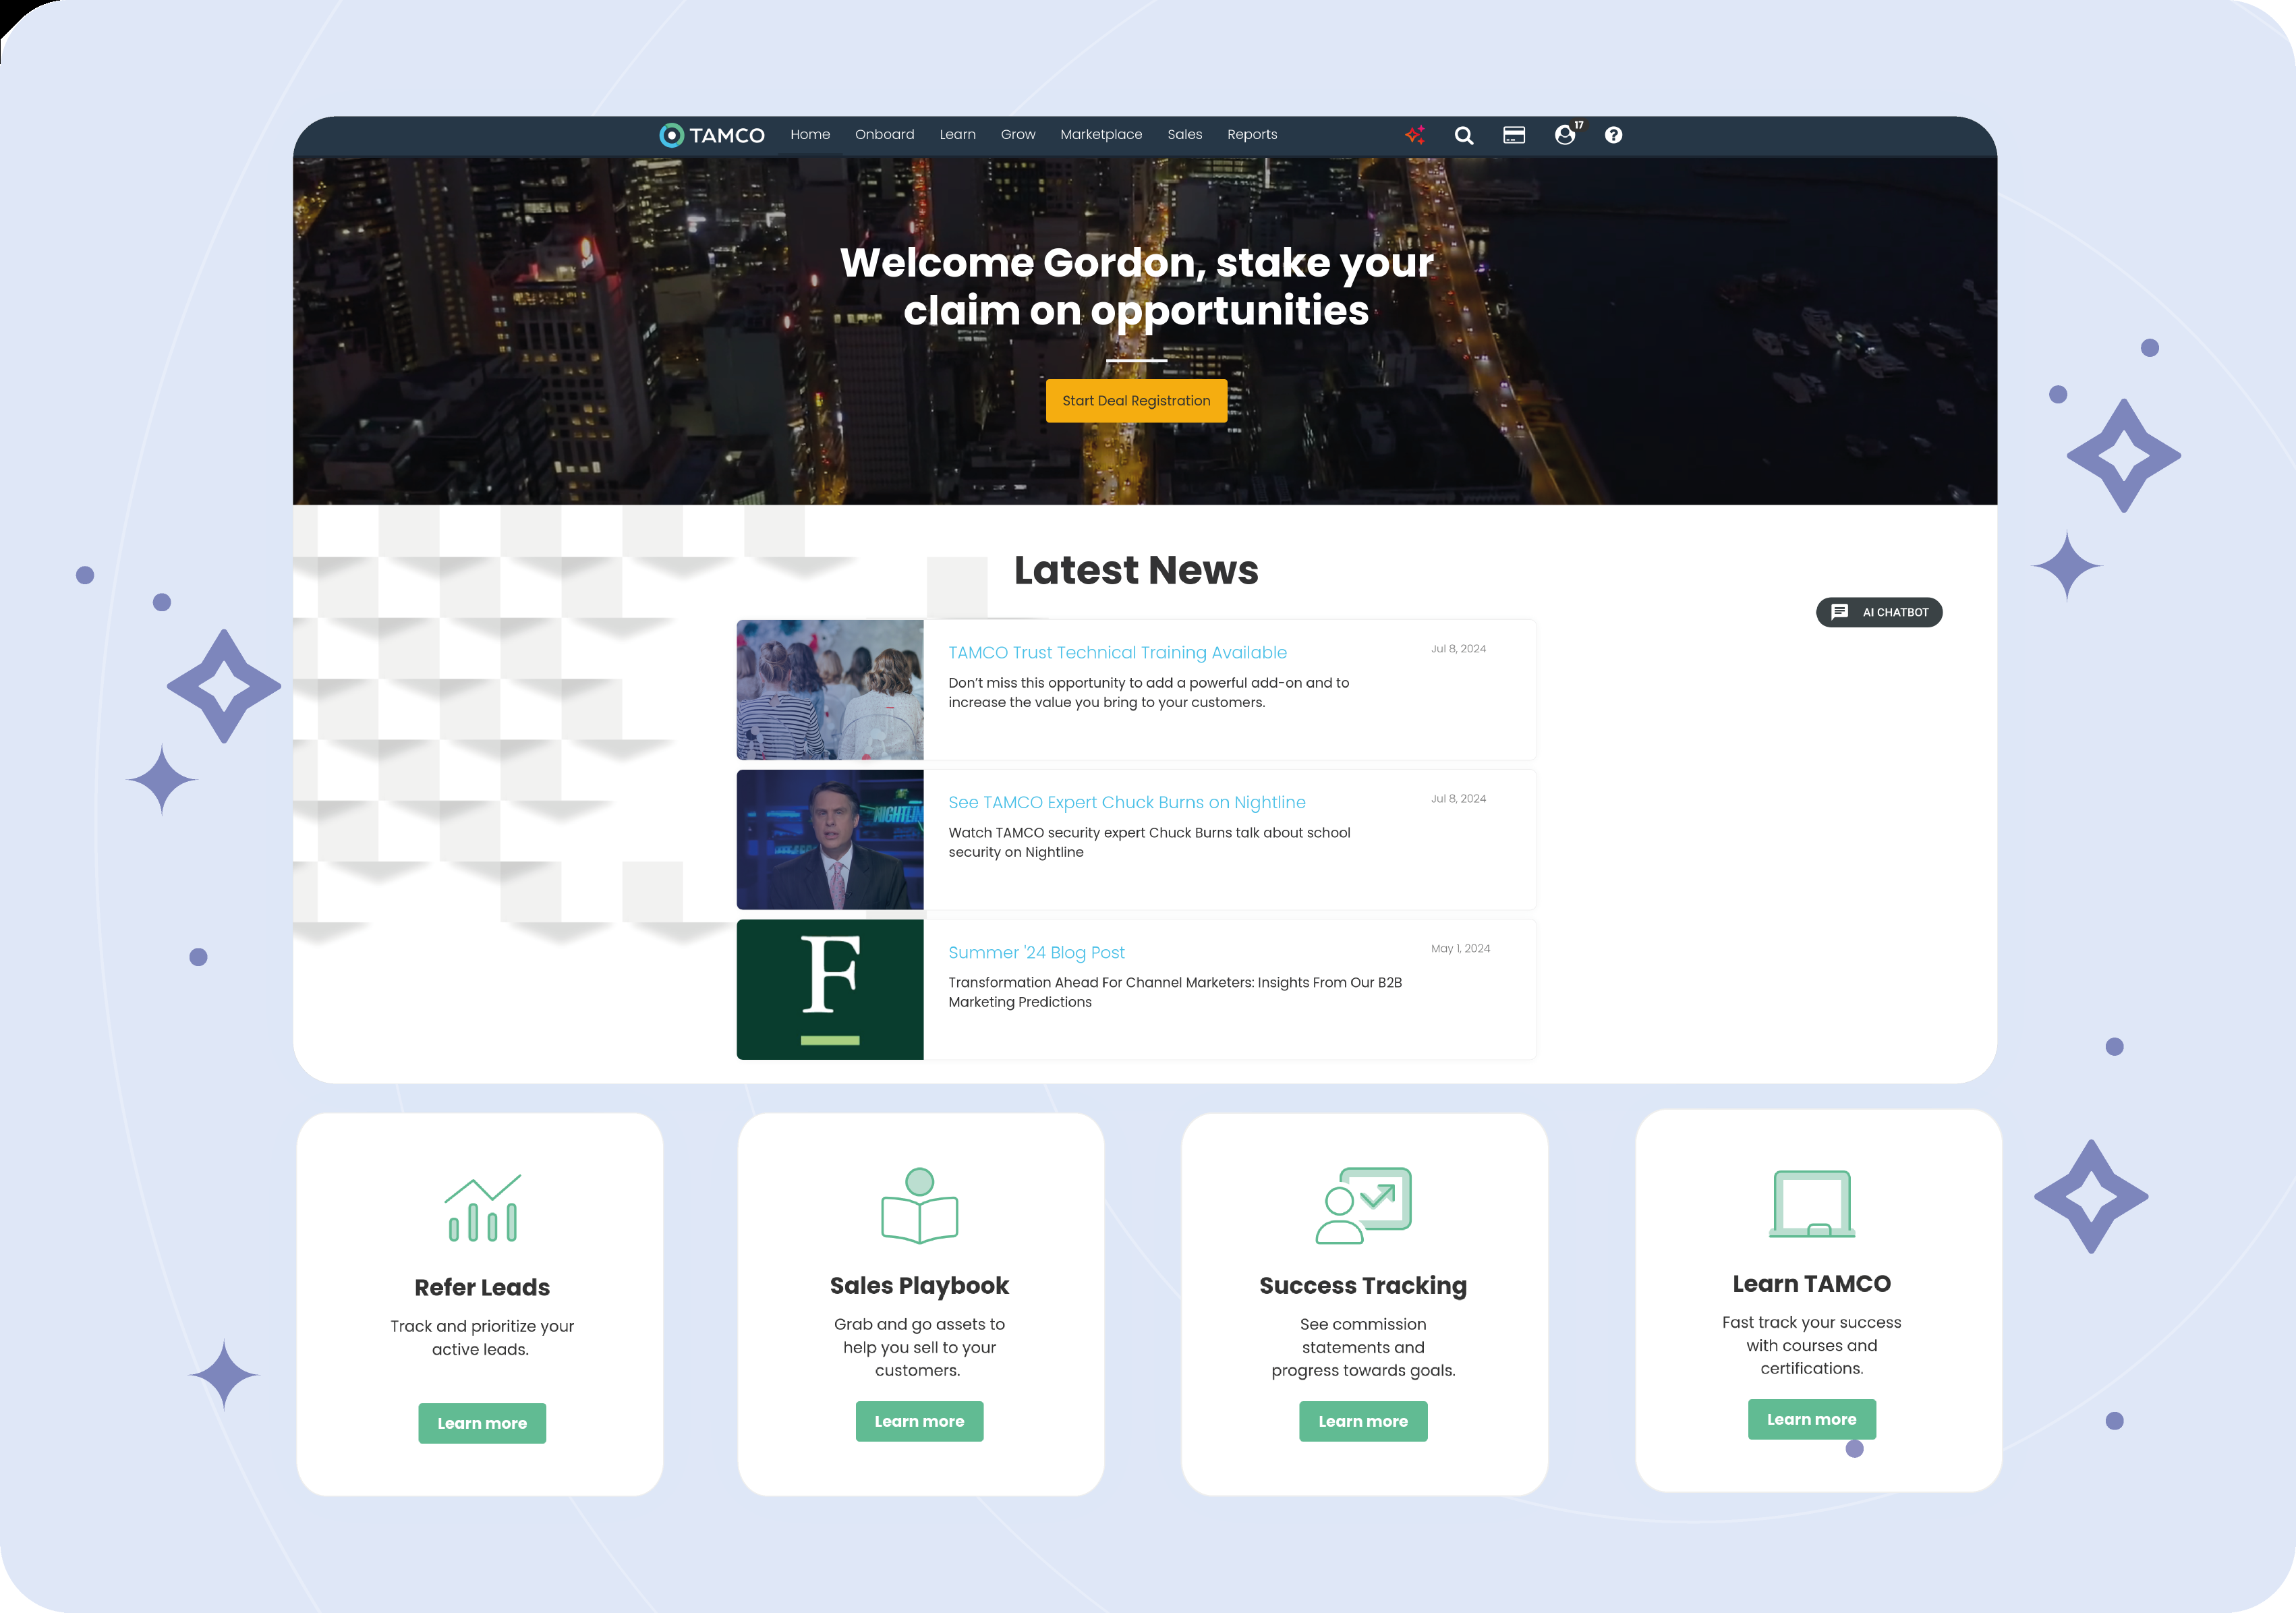 TAMCO Home Onboard Learn Grow Marketplace Sales Reports 17 ?
Welcome Gordon, stake your
claim on opportunities
Start Deal Registration
Latest News
AI CHATBOT
TAMCO Trust Technical Training Available
Jul 8, 2024
Don't miss this opportunity to add a powerful add-on and to
increase the value you bring to your customers.
NIGHTLIN
See TAMCO Expert Chuck Burns on Nightline
Jul 8, 2024
Watch TAMCO security expert Chuck Burns talk about school
security on Nightline
F
Summer '24 Blog Post
May 1, 2024
Transformation Ahead For Channel Marketers: Insights From Our B2B
Marketing Predictions
Refer Leads
Track and prioritize your
active leads.
Learn more
Sales Playbook
Grab and go assets to
help you sell to your
customers.
Learn more
Success Tracking
See commission
statements and
progress towards goals.
Learn more
Learn TAMCO
Fast track your success
with courses and
certifications.
Learn more